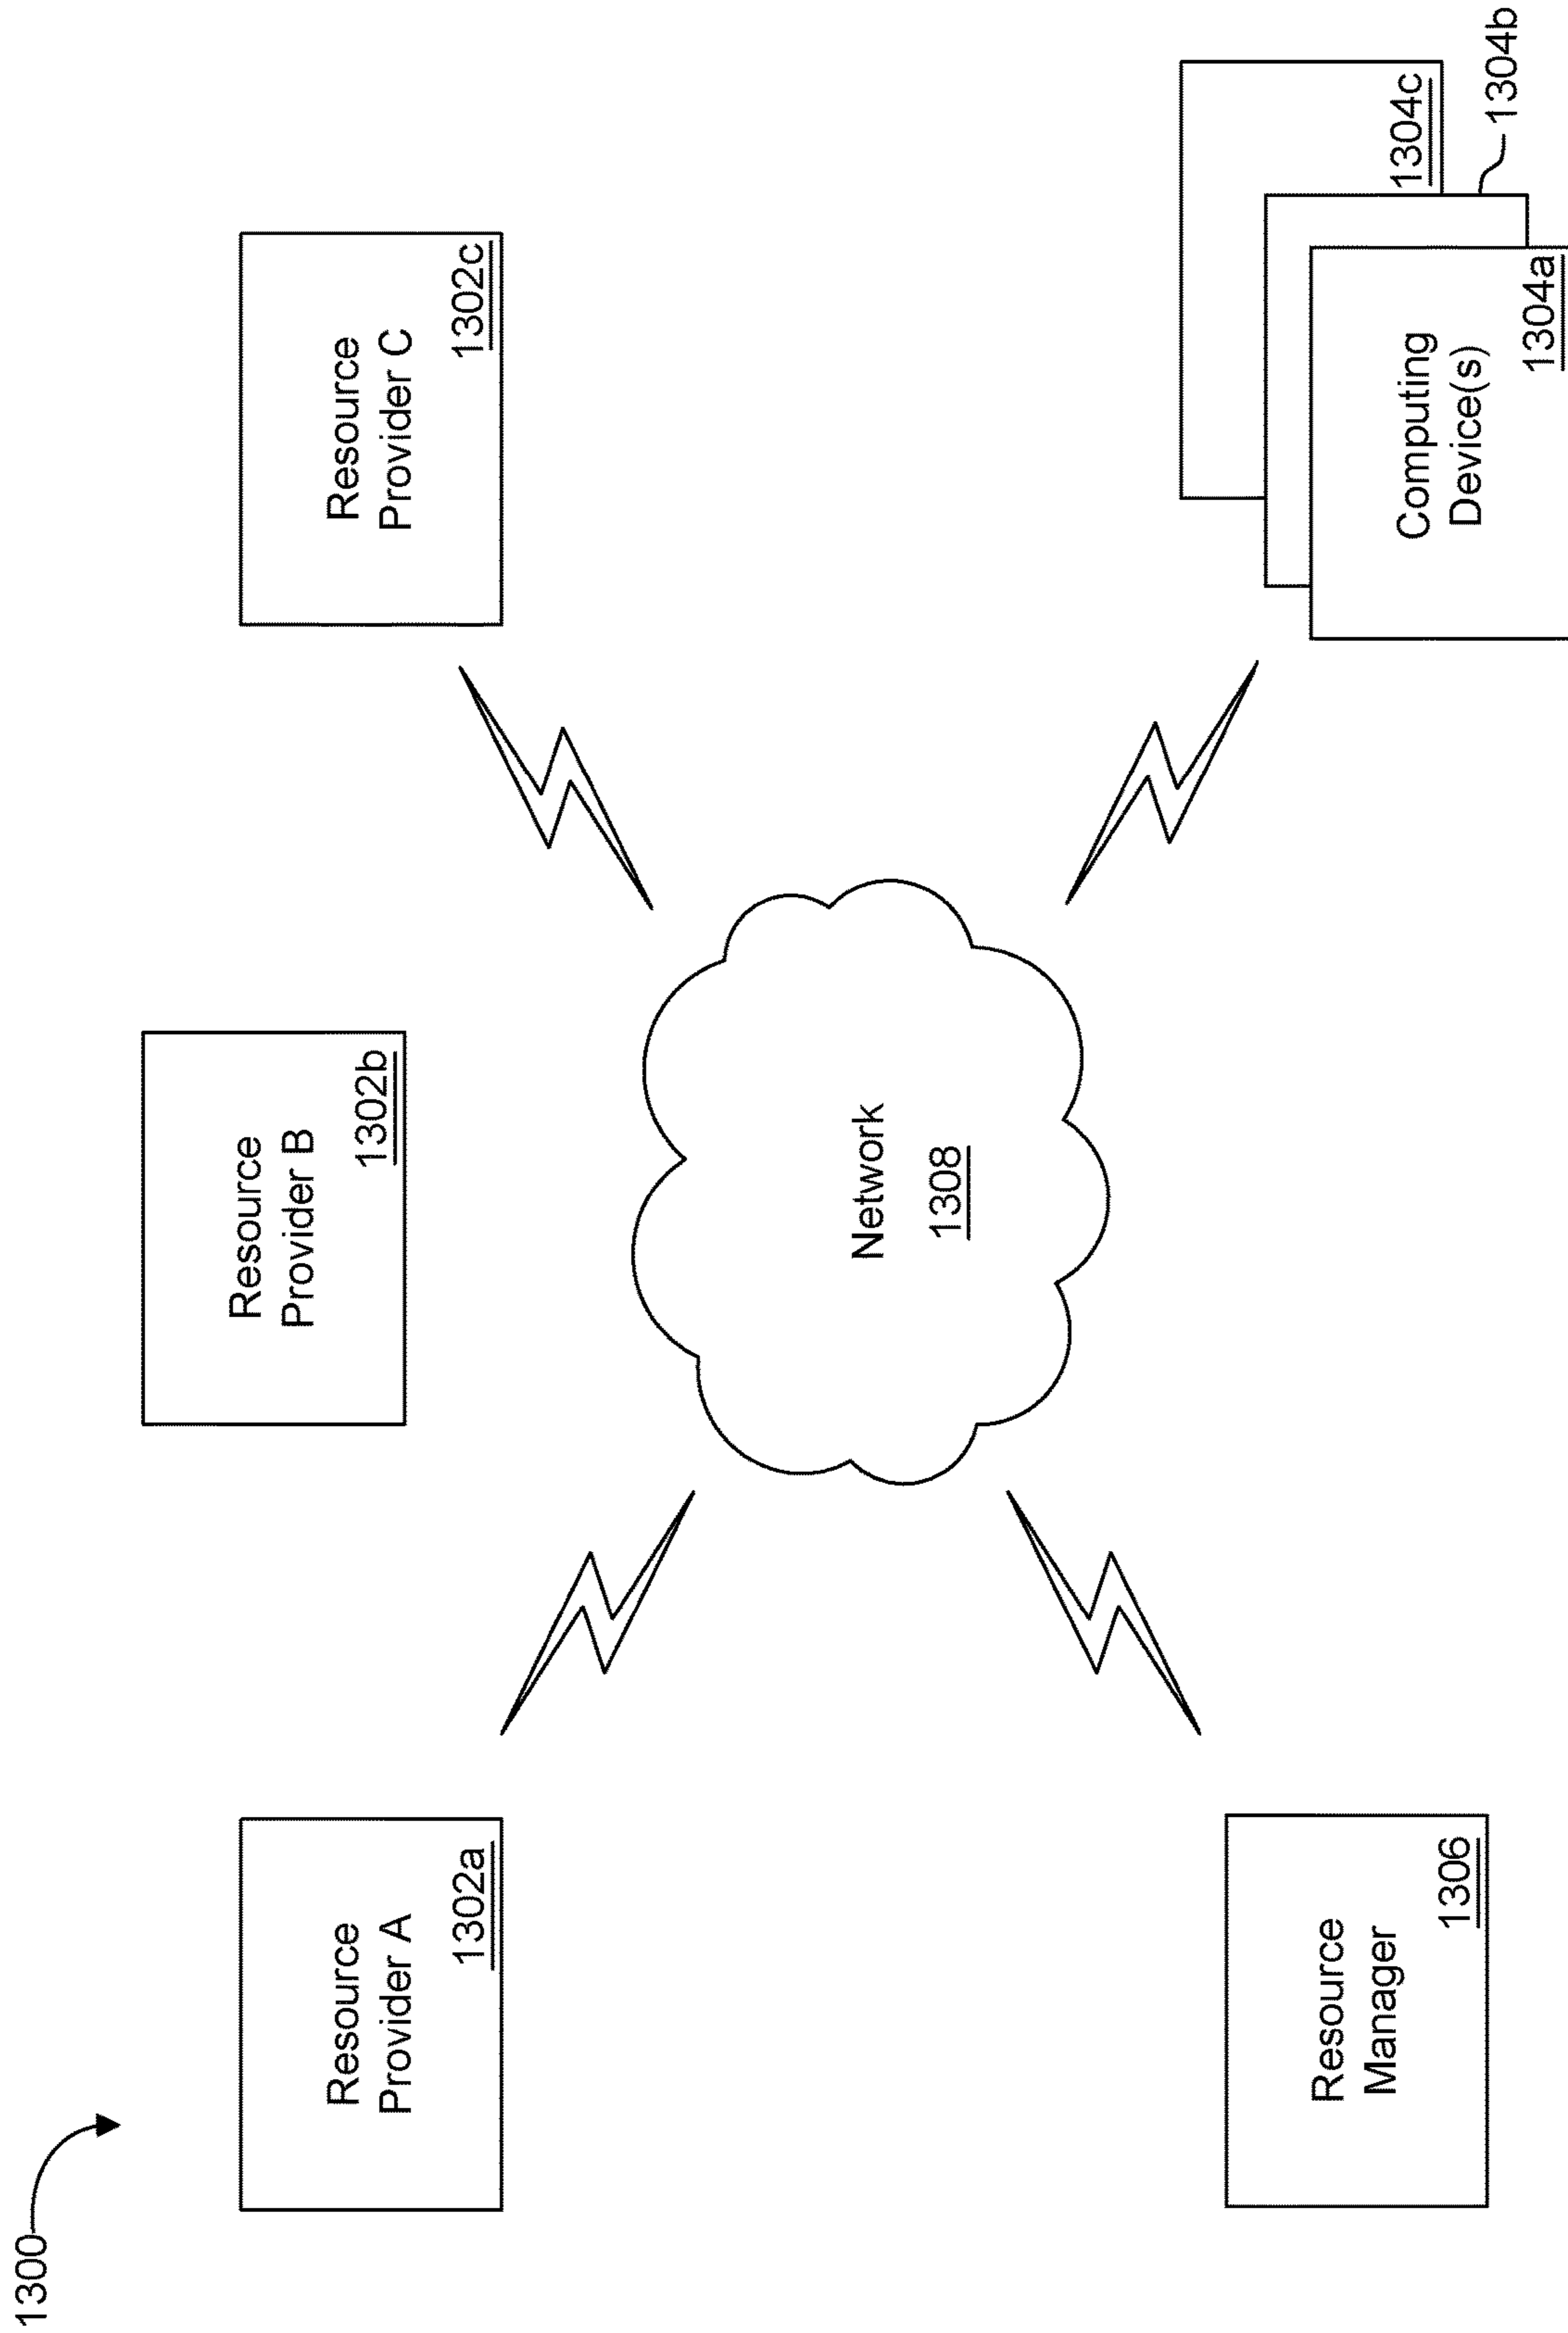 1300
Resource
Provider B
1302b
Resource
Provider A
1302a
Resource
Provider C
1302c
Network
1308
Resource
Manager
1306
Computing
Device(s)
1304a
1304c
1304b